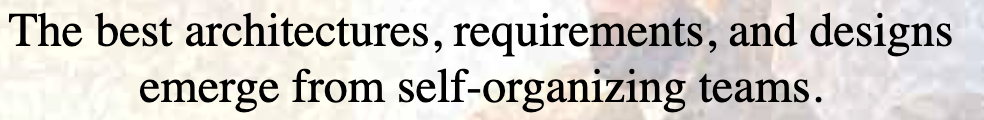 The best architectures, requirements, and designs
emerge from self-organizing teams.